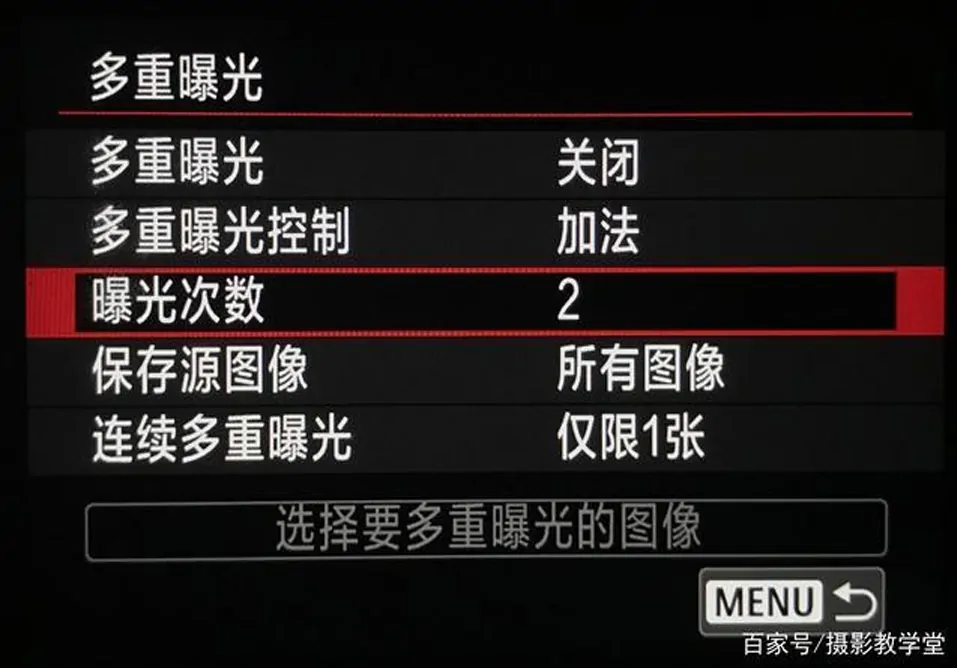 多重曝光
多重曝光 关闭
多重曝光控制 加法
曝光次数 2
保存源图像 所有图像
连续多重曝光 仅限1张
选择要多重曝光的图像
MENU
百家号/摄影教学堂